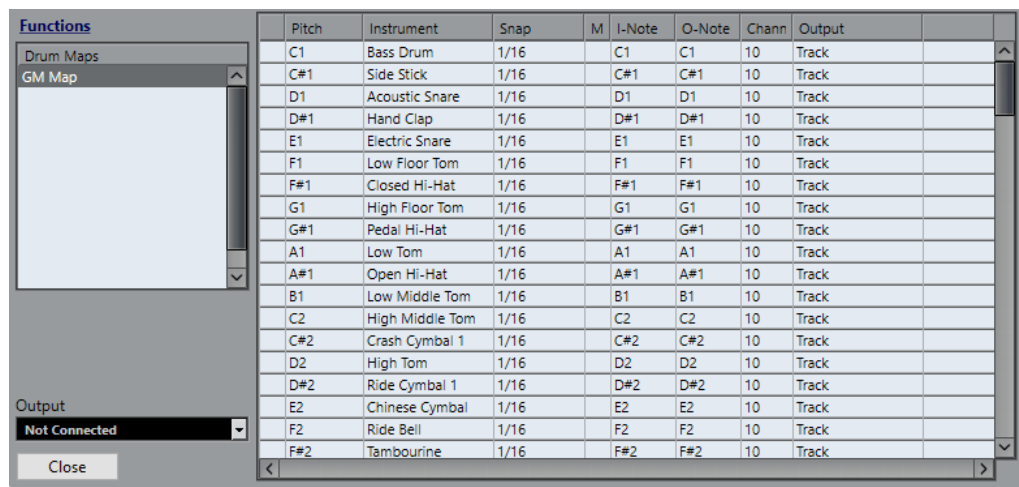 Functions
Drum Maps
GM Map
Output
Not Connected
Close
Pitch Instrument Snap M I-Note O-Note Chann Output
C1 Bass Drum 1/16 C1 C1 10 Track
C#1 Side Stick 1/16 C#1 C#1 10 Track
D1 Acoustic Snare 1/16 D1 D1 10 Track
D#1 Hand Clap 1/16 D#1 D#1 10 Track
E1 Electric Snare 1/16 E1 E1 10 Track
F1 Low Floor Tom 1/16 F1 F1 10 Track
F#1 Closed Hi-Hat 1/16 F#1 F#1 10 Track
G1 High Floor Tom 1/16 G1 G1 10 Track
G#1 Pedal Hi-Hat 1/16 G#1 G#1 10 Track
A1 Low Tom 1/16 A1 A1 10 Track
A#1 Open Hi-Hat 1/16 A#1 A#1 10 Track
B1 Low Middle Tom 1/16 B1 B1 10 Track
C2 High Middle Tom 1/16 C2 C2 10 Track
C#2 Crash Cymbal 1 1/16 C#2 C#2 10 Track
D2 High Tom 1/16 D2 D2 10 Track
D#2 Ride Cymbal 1 1/16 D#2 D#2 10 Track
E2 Chinese Cymbal 1/16 E2 E2 10 Track
F2 Ride Bell 1/16 F2 F2 10 Track
F#2 Tambourine 1/16 F#2 F#2 10 Track